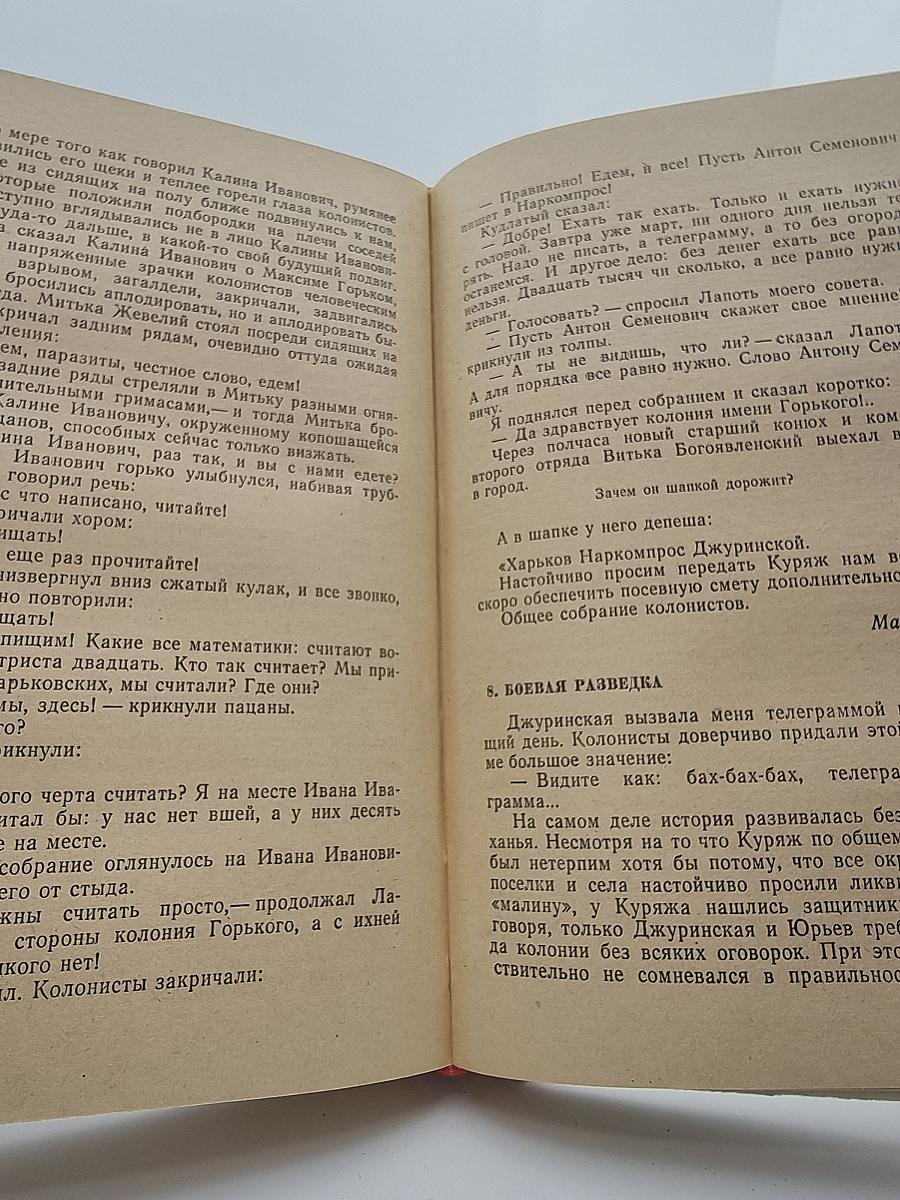 мере того как говорил Калина Иванович, румянее
вились его щеки и теплее горели глаза колонистов.
е из сидящих на полу ближе подвинулись к нам,
оторые положили подбородки на плечи соседей
ступно вглядывались не в лицо Калины Иванови-
уда-то дальше, в какой-то свой будущий подвиг.
а сказал Калина Иванович о Максиме Горьком,
напряженные зрачки колонистов человеческим
взрывом, загалдели, закричали, задвигались
бросились аплодировать, но и аплодировать бы-
да. Митька Жевелий стоял посреди сидящих на
кричал задним рядам, очевидно оттуда ожидая
ления:
ем, паразиты, честное слово, едем!
задние ряды стреляли в Митьку разными огня-
ительными гримасами,— и тогда Митька бро-
Калине Ивановичу, окруженному копошащейся
цанов, способных сейчас только визжать.
ина Иванович, раз так, и вы с нами едете?
Иванович горько улыбнулся, набивая труб-
говорил речь:
с что написано, читайте!
ричали хором:
ищать!
еще раз прочитайте!
низвергнул вниз сжатый кулак, и все звонко,
но повторили:
щать!
пищим! Какие все математики: считают во-
триста двадцать. Кто так считает? Мы при-
арьковских, мы считали? Где они?
мы, здесь! — крикнули пацаны.
го?
рикнули:
ого черта считать? Я на месте Ивана Ива-
итал бы: у нас нет вшей, а у них десять
е на месте.
собрание оглянулось на Ивана Иванови-
его от стыда.
жны считать просто,— продолжал Ла-
стороны колония Горького, а с ихней
икого нет!
ил. Колонисты закричали:
— Правильно! Едем, и все! Пусть Антон Семенович
пишет в Наркомпрос!
Кудлатый сказал:
— Добре! Ехать так ехать. Только и ехать нужно
с головой. Завтра уже март, ни одного дня нельзя те
рять. Надо не писать, а телеграмму, а то без огород
останемся. И другое дело: без денег ехать все рав
нельзя. Двадцать тысяч чи сколько, а все равно нуж
деньги.
— Голосовать? — спросил Лапоть моего совета.
— Пусть Антон Семенович скажет свое мнение
крикнули из толпы.
— А ты не видишь, что ли? — сказал Лапот
А для порядка все равно нужно. Слово Антону Сем
вичу.
Я поднялся перед собранием и сказал коротко:
— Да здравствует колония имени Горького!..
Через полчаса новый старший конюх и ком
второго отряда Витька Богоявленский выехал в
в город.
Зачем он шапкой дорожит?
А в шапке у него депеша:
«Харьков Наркомпрос Джуринской.
Настойчиво просим передать Куряж нам во
скоро обеспечить посевную смету дополнительно
Общее собрание колонистов.
Ма
8. БОЕВАЯ РАЗВЕДКА
Джуринская вызвала меня телеграммой
щий день. Колонисты доверчиво придали этой
ме большое значение:
— Видите как: бах-бах-бах, телегра
грамма...
На самом деле история развивалась без
ханья. Несмотря на то что Куряж по общем
был нетерпим хотя бы потому, что все окр
поселки и села настойчиво просили ликви
«малину», у Куряжа нашлись защитник
говоря, только Джуринская и Юрьев треб
да колонии без всяких оговорок. При это
ствительно не сомневался в правильнос